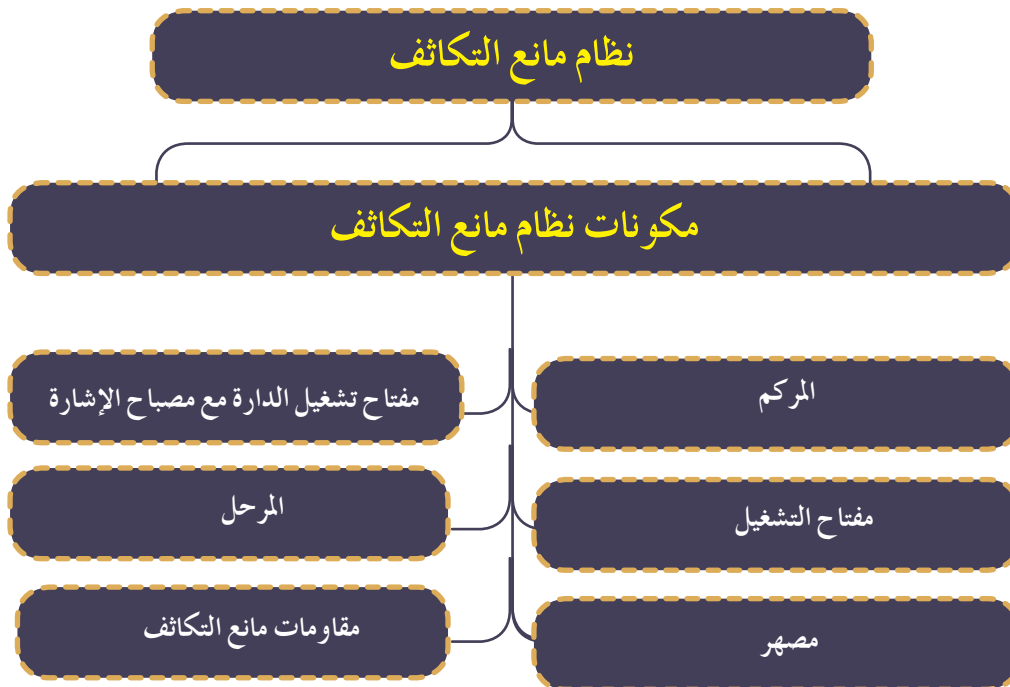 نظام مانع التكاثف
مكونات نظام مانع التكاثف
المركم
مفتاح تشغيل الدارة مع مصباح الإشارة
مفتاح التشغيل
المرحل
مصهر
مقاومات مانع التكاثف